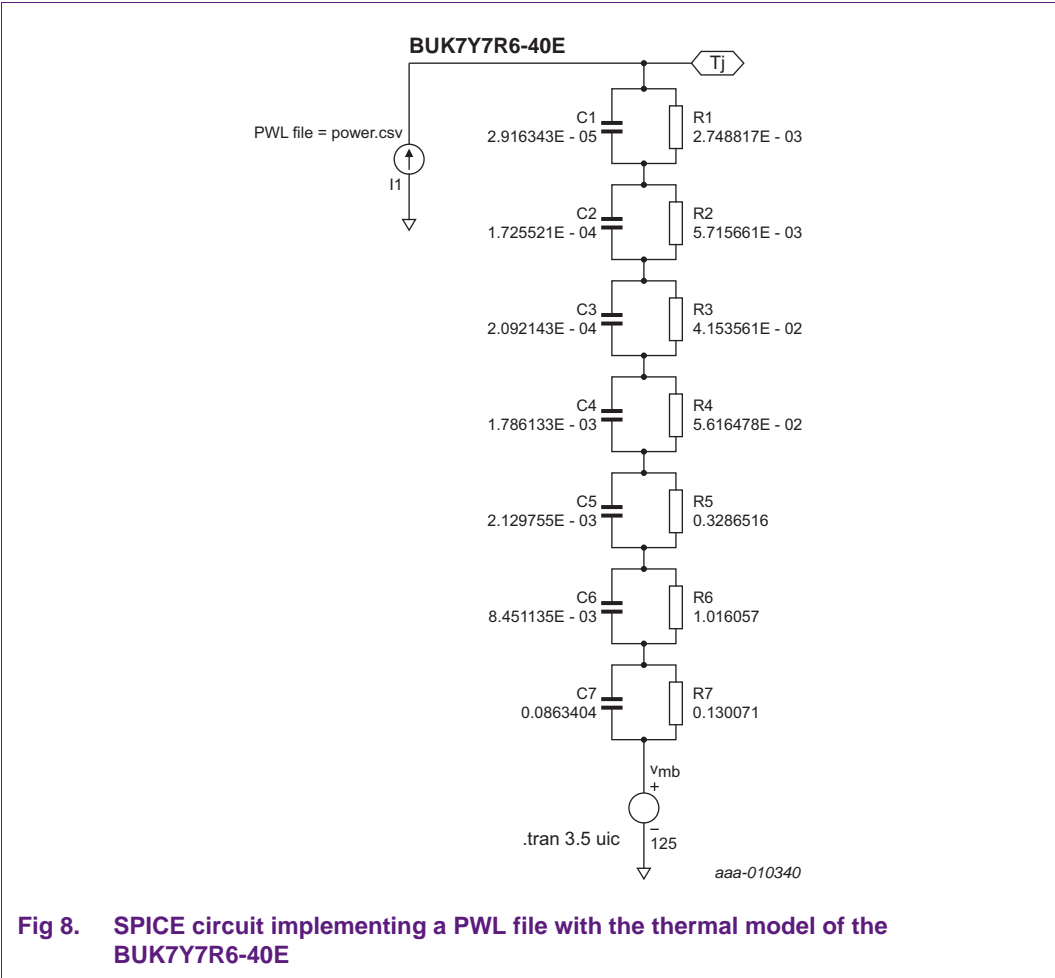 BUK7Y7R6-40E
Tj
PWL file = power.csv
I1
C1
2.916343E - 05
R1
2.748817E - 03
C2
1.725521E - 04
R2
5.715661E - 03
C3
2.092143E - 04
R3
4.153561E - 02
C4
1.786133E - 03
R4
5.616478E - 02
C5
2.129755E - 03
R5
0.3286516
C6
8.451135E - 03
R6
1.016057
C7
0.0863404
R7
0.130071
vmb
+
−
.tran 3.5 uic
125
aaa-010340
Fig 8. SPICE circuit implementing a PWL file with the thermal model of the
BUK7Y7R6-40E